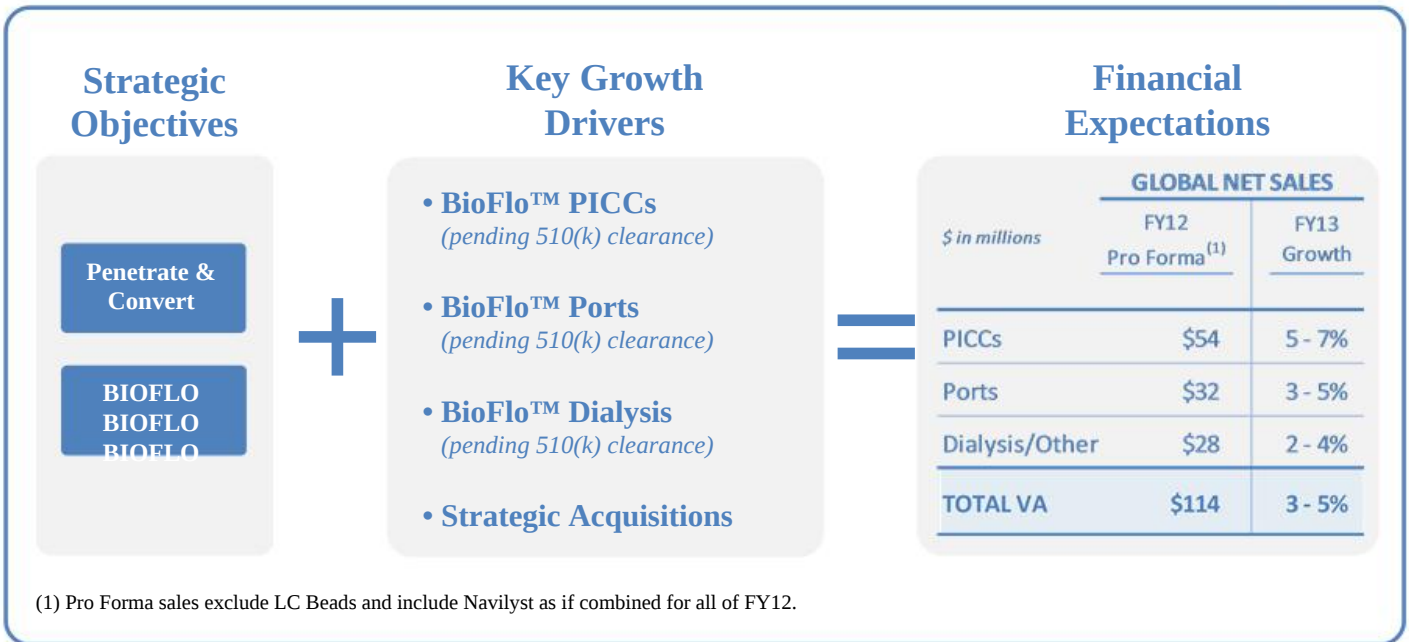 Strategic
Objectives
Penetrate &
Convert
BIOFLO
BIOFLO
BIOFLO
+
Key Growth
Drivers
• BioFlo™ PICCs
(pending 510(k) clearance)
• BioFlo™ Ports
(pending 510(k) clearance)
• BioFlo™ Dialysis
(pending 510(k) clearance)
• Strategic Acquisitions
=
Financial
Expectations
GLOBAL NET SALES
$ in millions FY12 Pro Forma(1) FY13 Growth
PICCs $54 5 - 7%
Ports $32 3 - 5%
Dialysis/Other $28 2 - 4%
TOTAL VA $114 3 - 5%
(1) Pro Forma sales exclude LC Beads and include Navilyst as if combined for all of FY12.